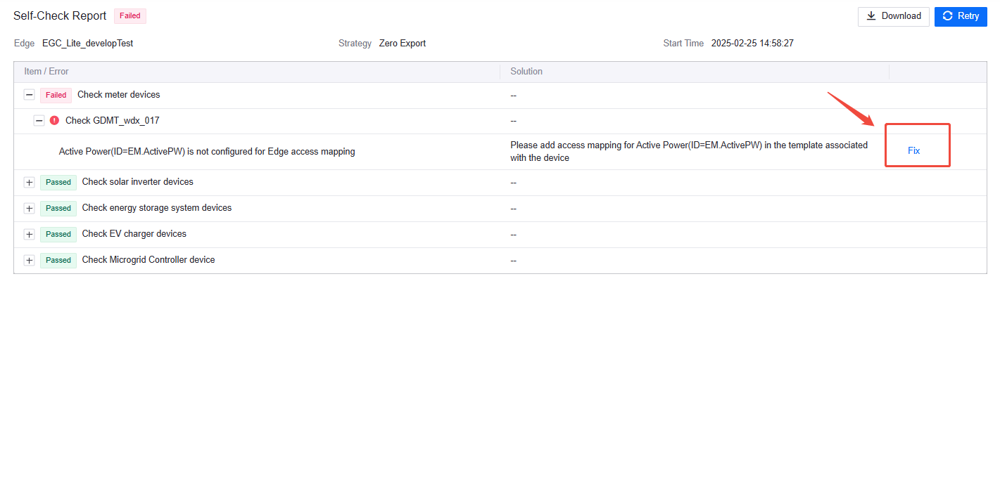 Self-Check Report Failed Download Retry
Edge EGC_Lite_developTest Strategy Zero Export Start Time 2025-02-25 14:58:27
Item / Error Solution
Failed Check meter devices --
Check GDMT_wdx_017 --
Active Power(ID=EM.ActivePW) is not configured for Edge access mapping
Please add access mapping for Active Power(ID=EM.ActivePW) in the template associated
with the device
Fix
Passed Check solar inverter devices --
Passed Check energy storage system devices --
Passed Check EV charger devices --
Passed Check Microgrid Controller device --